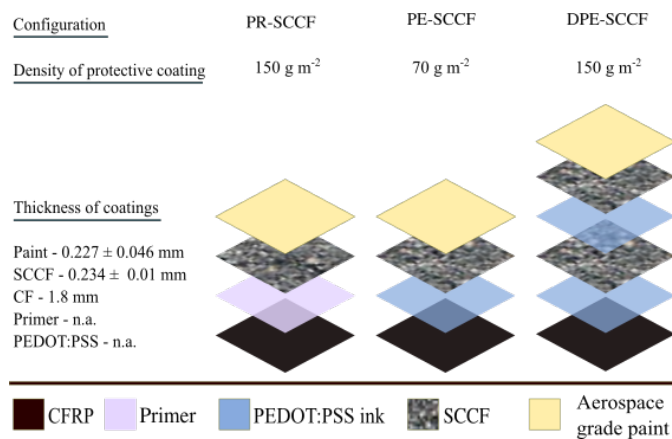 Configuration PR-SCCF PE-SCCF DPE-SCCF
Density of protective coating 150 g m⁻² 70 g m⁻² 150 g m⁻²
Thickness of coatings
Paint - 0.227 ± 0.046 mm
SCCF - 0.234 ± 0.01 mm
CF - 1.8 mm
Primer - n.a.
PEDOT:PSS - n.a.
CFRP Primer PEDOT:PSS ink SCCF Aerospace
grade paint